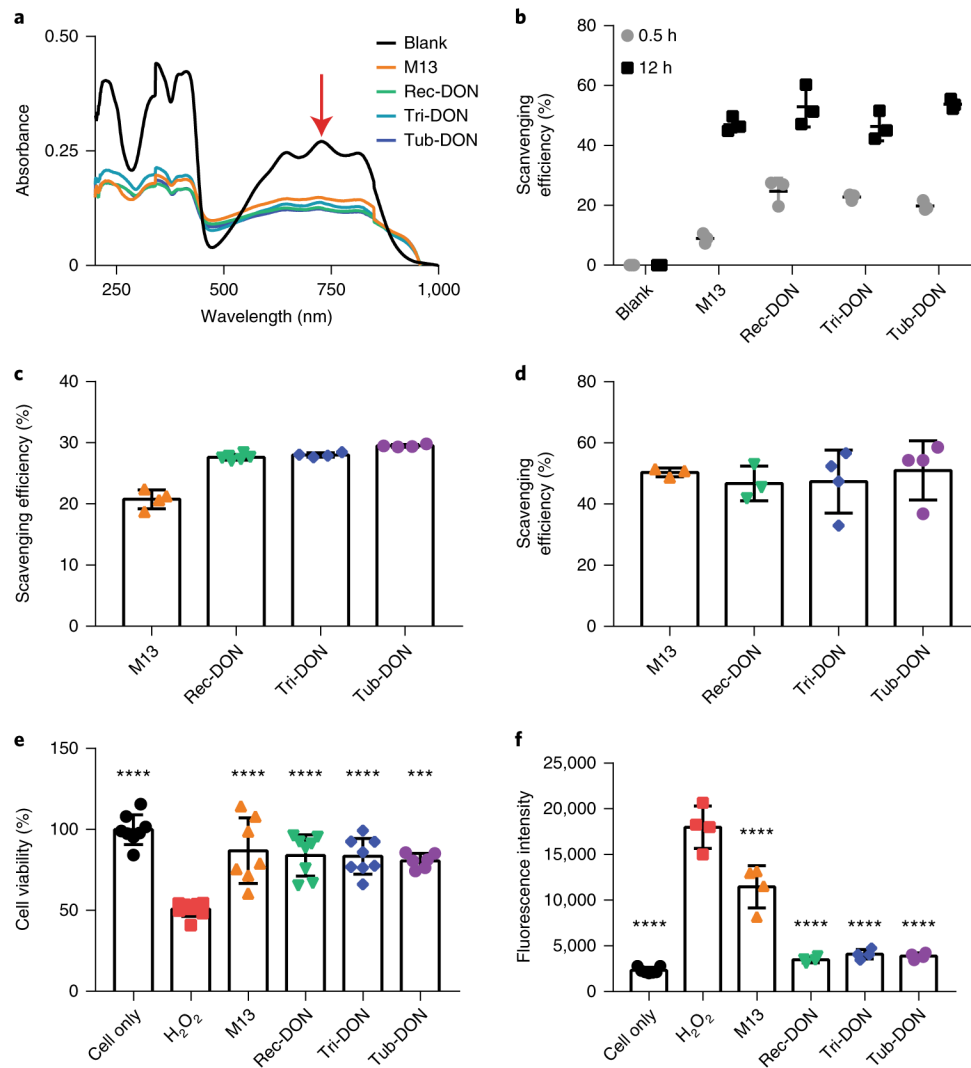 a
0.50
0.25
0
Absorbance
250
500
750
1,000
Wavelength (nm)
Blank
M13
Rec-DON
Tri-DON
Tub-DON
b
80
60
40
20
0
Scanvenging
efficiency (%)
0.5 h
12 h
Blank
M13
Rec-DON
Tri-DON
Tub-DON
c
40
30
20
10
0
Scavenging efficiency (%)
M13
Rec-DON
Tri-DON
Tub-DON
d
80
60
40
20
0
Scavenging
efficiency (%)
M13
Rec-DON
Tri-DON
Tub-DON
e
150
100
50
0
Cell viability (%)
****
****
****
****
***
Cell only
H₂O₂
M13
Rec-DON
Tri-DON
Tub-DON
f
25,000
20,000
15,000
10,000
5,000
0
Fluorescence intensity
****
****
****
****
****
Cell only
H₂O₂
M13
Rec-DON
Tri-DON
Tub-DON